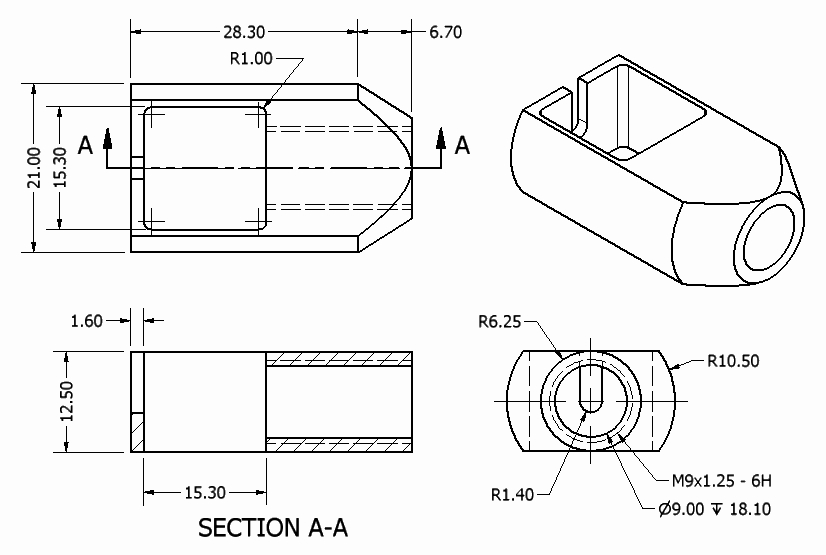 28.30
6.70
R1.00
21.00
15.30
A
A
1.60
12.50
15.30
SECTION A-A
R6.25
R10.50
R1.40
M9x1.25 - 6H
Ø9.00 ↧ 18.10